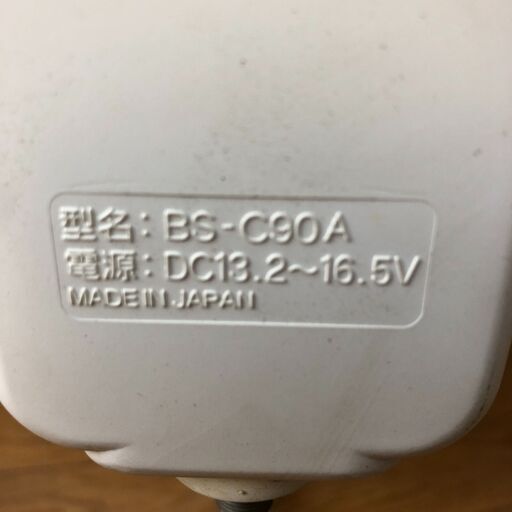 型名: BS-C90A
電源: DC13.2~16.5V
MADE IN JAPAN